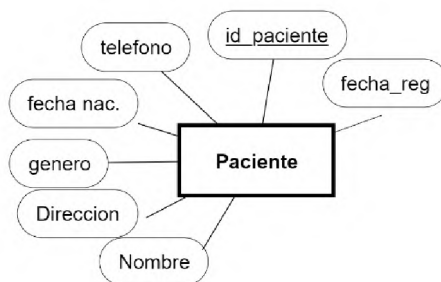 telefono
id_paciente
fecha_reg
fecha nac.
genero
Paciente
Direccion
Nombre